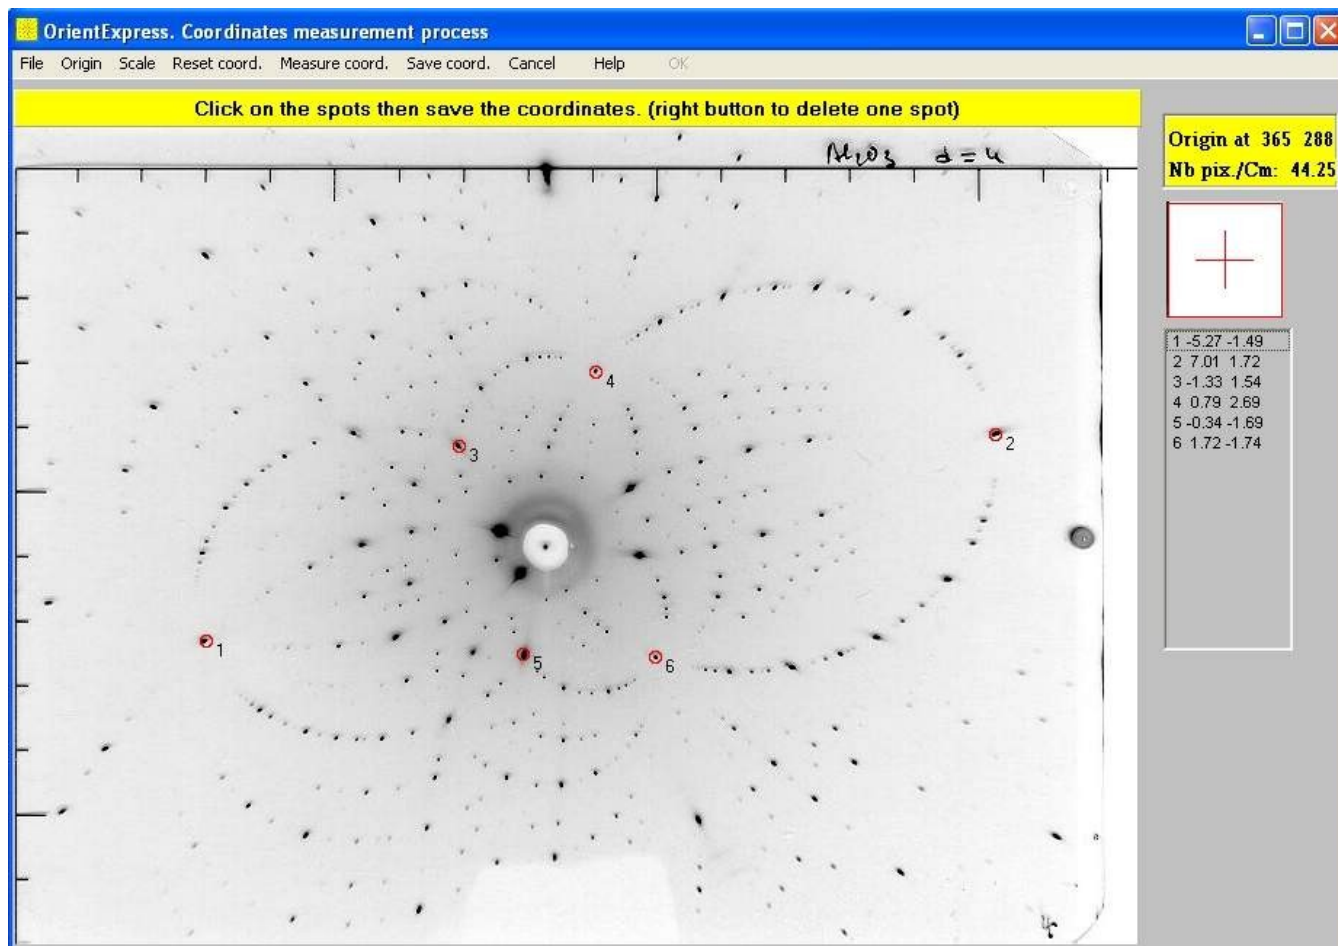 OrientExpress. Coordinates measurement process
File Origin Scale Reset coord. Measure coord. Save coord. Cancel Help OK
Click on the spots then save the coordinates. (right button to delete one spot)
Origin at 365 288
Nb pix./Cm: 44.25
Al2O3 d=4
1 -5.27 -1.49
2 7.01 1.72
3 -1.33 1.54
4 0.79 2.69
5 -0.34 -1.69
6 1.72 -1.74
4
3
2
1
5
6